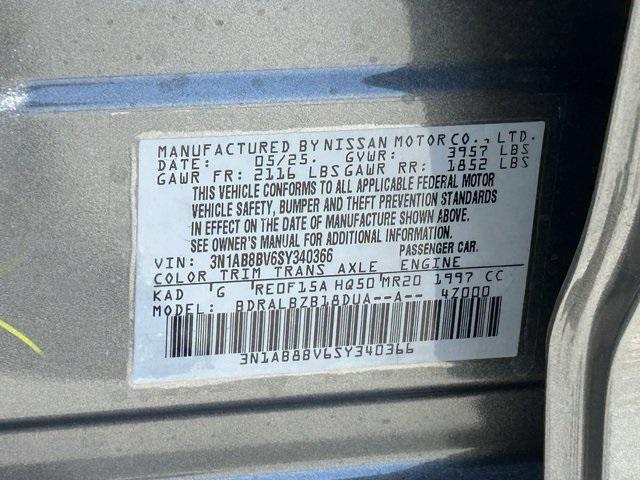 MANUFACTURED BY NISSAN MOTOR CO., LTD.
DATE: 05/25. GVWR: 3957 LBS
GAWR FR: 2116 LBS GAWR RR: 1852 LBS
THIS VEHICLE CONFORMS TO ALL APPLICABLE FEDERAL MOTOR
VEHICLE SAFETY, BUMPER AND THEFT PREVENTION STANDARDS
IN EFFECT ON THE DATE OF MANUFACTURE SHOWN ABOVE.
SEE OWNER'S MANUAL FOR ADDITIONAL INFORMATION.
VIN: 3N1AB8BV6SY340366 PASSENGER CAR.
COLOR TRIM TRANS AXLE ENGINE
KAD 'G 'RE0F15A HQ50'MR20 1997 CC
MODEL: BDRALBZB18DUA--A-- 4Z000
3N1AB8BV6SY340366